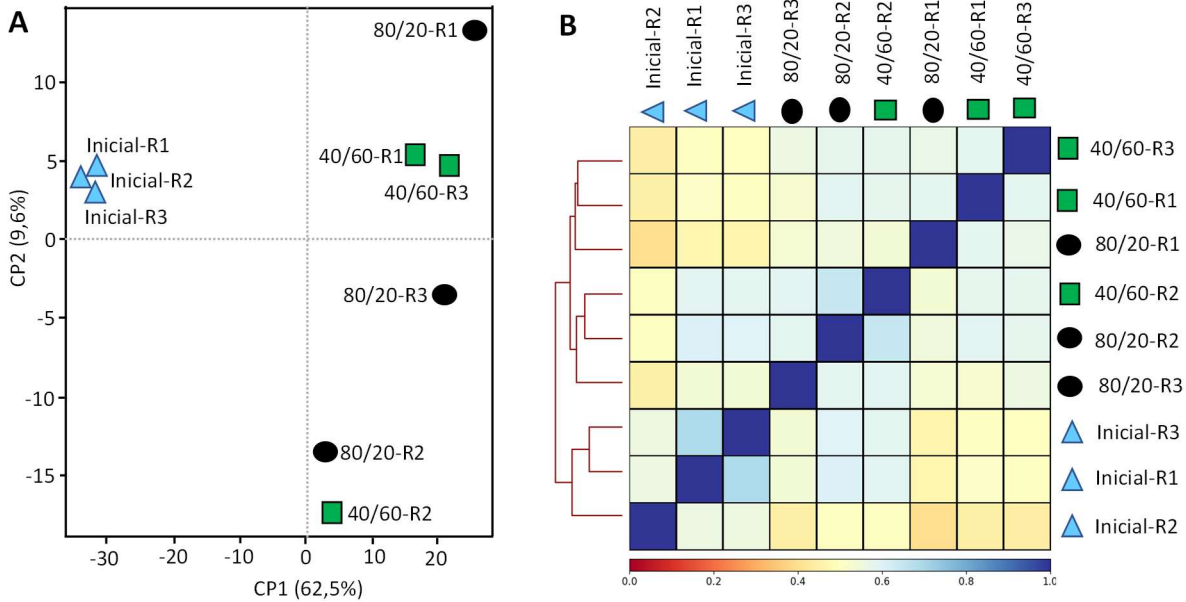 A
80/20-R1
10
Inicial-R1
40/60-R1
5
Inicial-R2
40/60-R3
Inicial-R3
0
CP2 (9,6%)
80/20-R3
-5
-10
80/20-R2
-15
40/60-R2
-30
-20
-10
0
10
20
CP1 (62,5%)
B
Inicial-R2
Inicial-R1
Inicial-R3
80/20-R3
80/20-R2
40/60-R2
80/20-R1
40/60-R1
40/60-R3
40/60-R3
40/60-R1
80/20-R1
40/60-R2
80/20-R2
80/20-R3
Inicial-R3
Inicial-R1
Inicial-R2
0.0
0.2
0.4
0.6
0.8
1.0